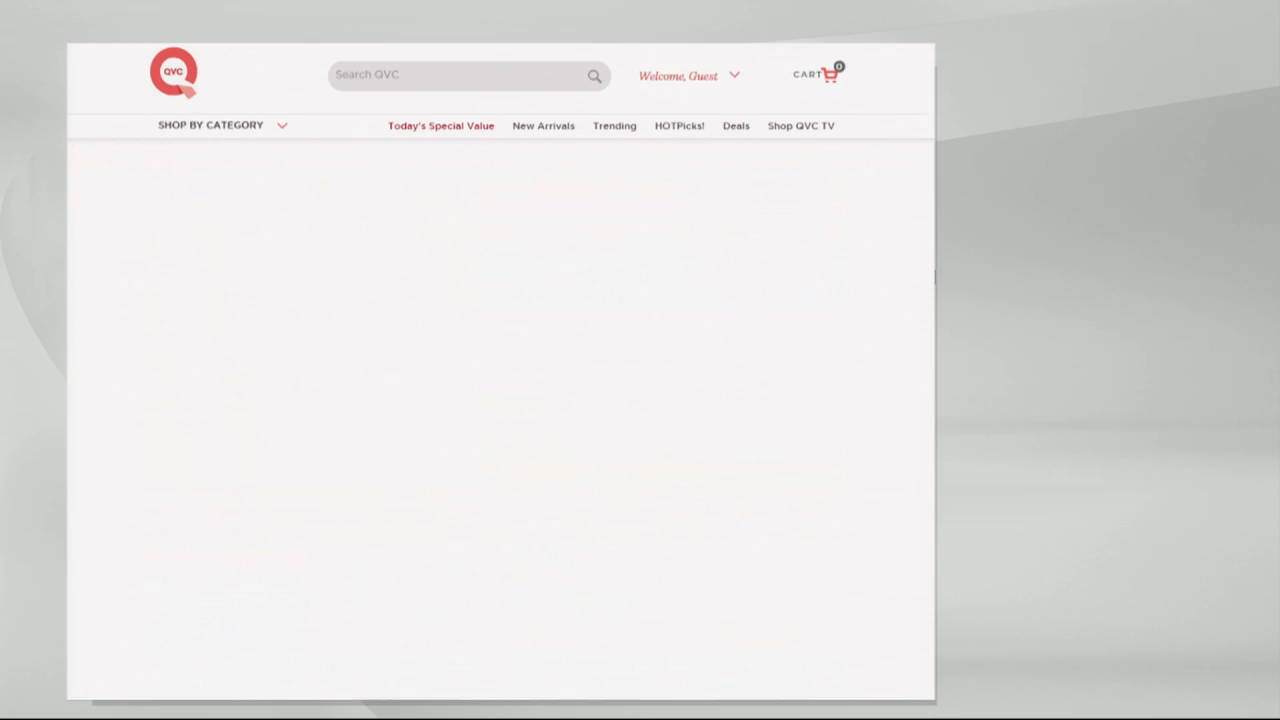 QVC
Search QVC
Welcome, Guest
CART
0
SHOP BY CATEGORY
Today's Special Value
New Arrivals
Trending
HOTPicks!
Deals
Shop QVC TV